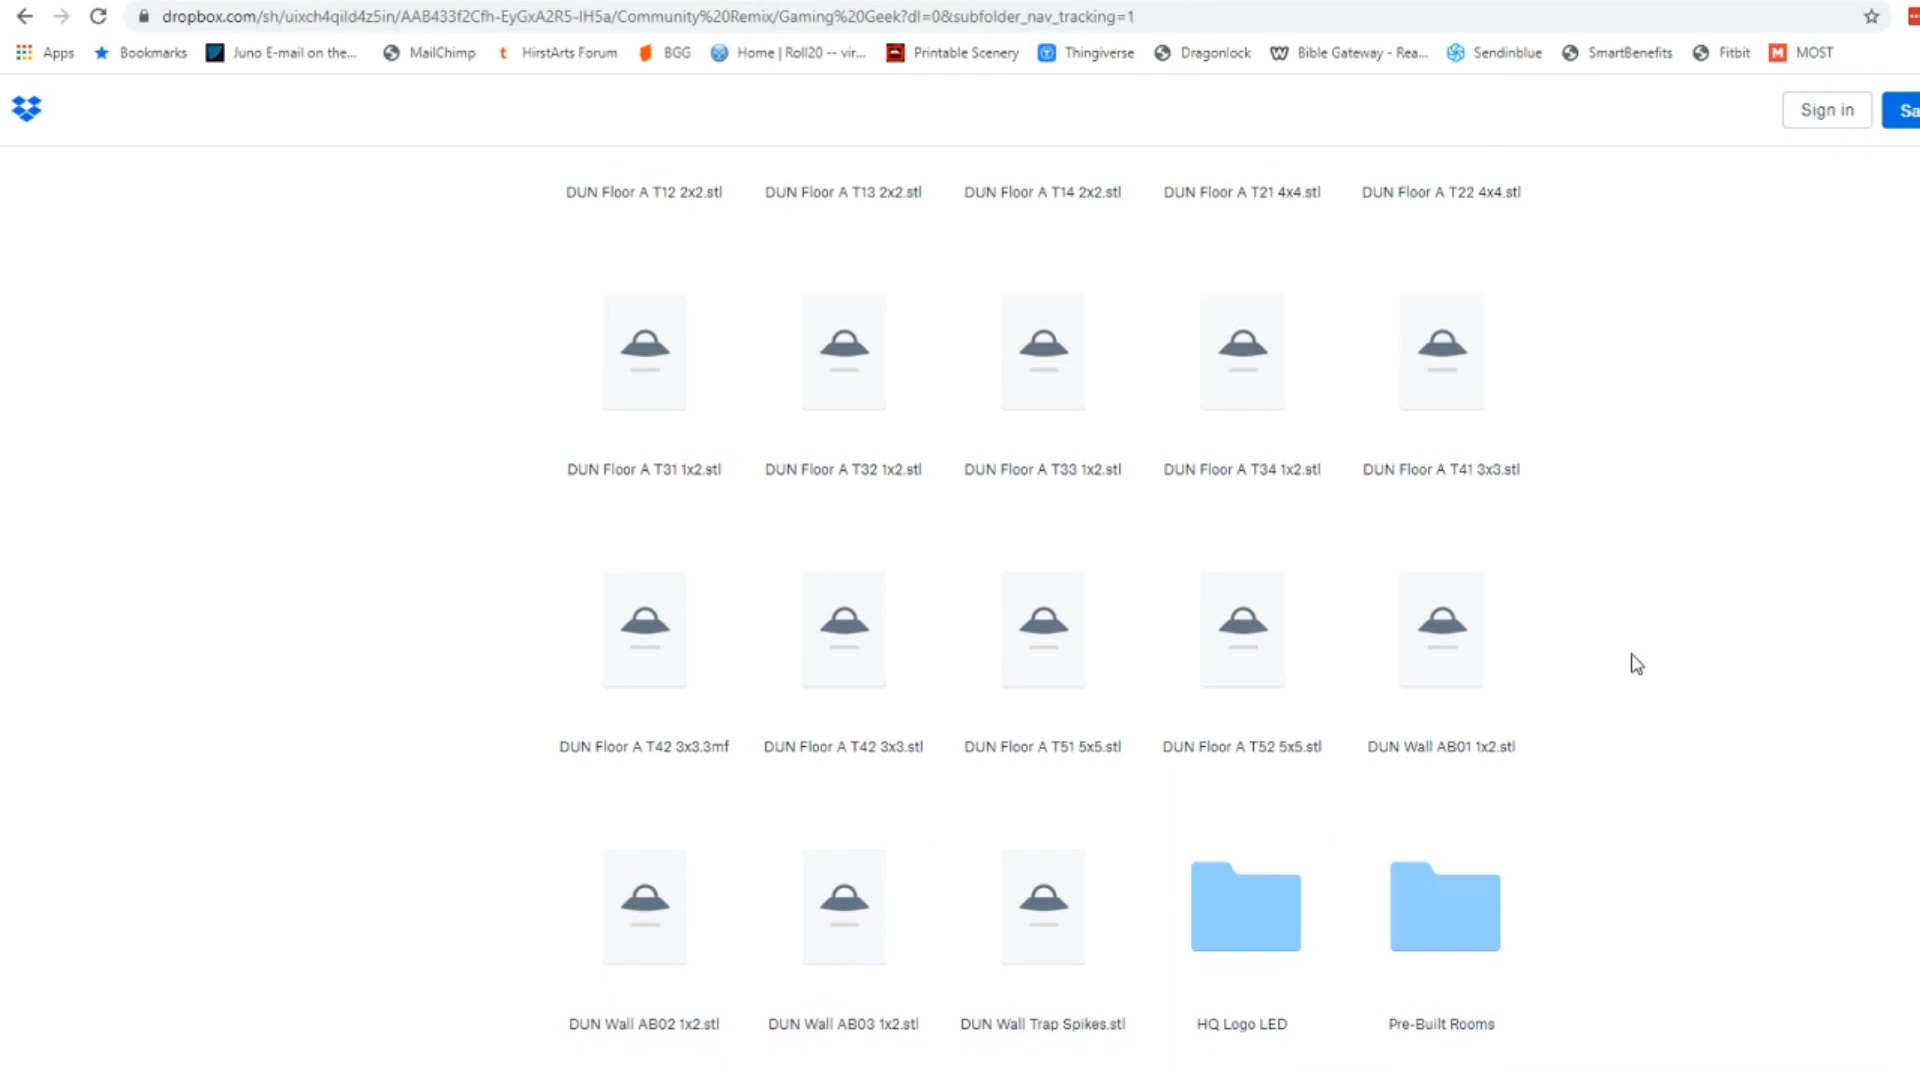 dropbox.com/sh/uixch4qild4z5in/AAB433f2Cfh-EyGxA2R5-IH5a/Community%20Remix/Gaming%20Geek?dl=0&subfolder_nav_tracking=1
Apps Bookmarks Juno E-mail on the... MailChimp t HirstArts Forum BGG Home | Roll20 -- vir... Printable Scenery Thingiverse Dragonlock W Bible Gateway - Rea... Sendinblue SmartBenefits Fitbit M MOST
Sign in Sa
DUN Floor A T12 2x2.stl DUN Floor A T13 2x2.stl DUN Floor A T14 2x2.stl DUN Floor A T21 4x4.stl DUN Floor A T22 4x4.stl
DUN Floor A T31 1x2.stl DUN Floor A T32 1x2.stl DUN Floor A T33 1x2.stl DUN Floor A T34 1x2.stl DUN Floor A T41 3x3.stl
DUN Floor A T42 3x3.3mf DUN Floor A T42 3x3.stl DUN Floor A T51 5x5.stl DUN Floor A T52 5x5.stl DUN Wall AB01 1x2.stl
DUN Wall AB02 1x2.stl DUN Wall AB03 1x2.stl DUN Wall Trap Spikes.stl HQ Logo LED Pre-Built Rooms